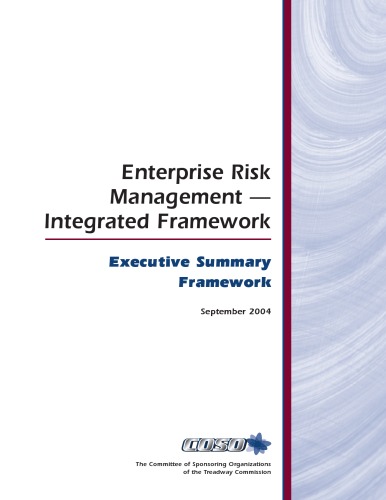 Enterprise Risk
Management —
Integrated Framework
Executive Summary
Framework
September 2004
COSO
The Committee of Sponsoring Organizations
of the Treadway Commission